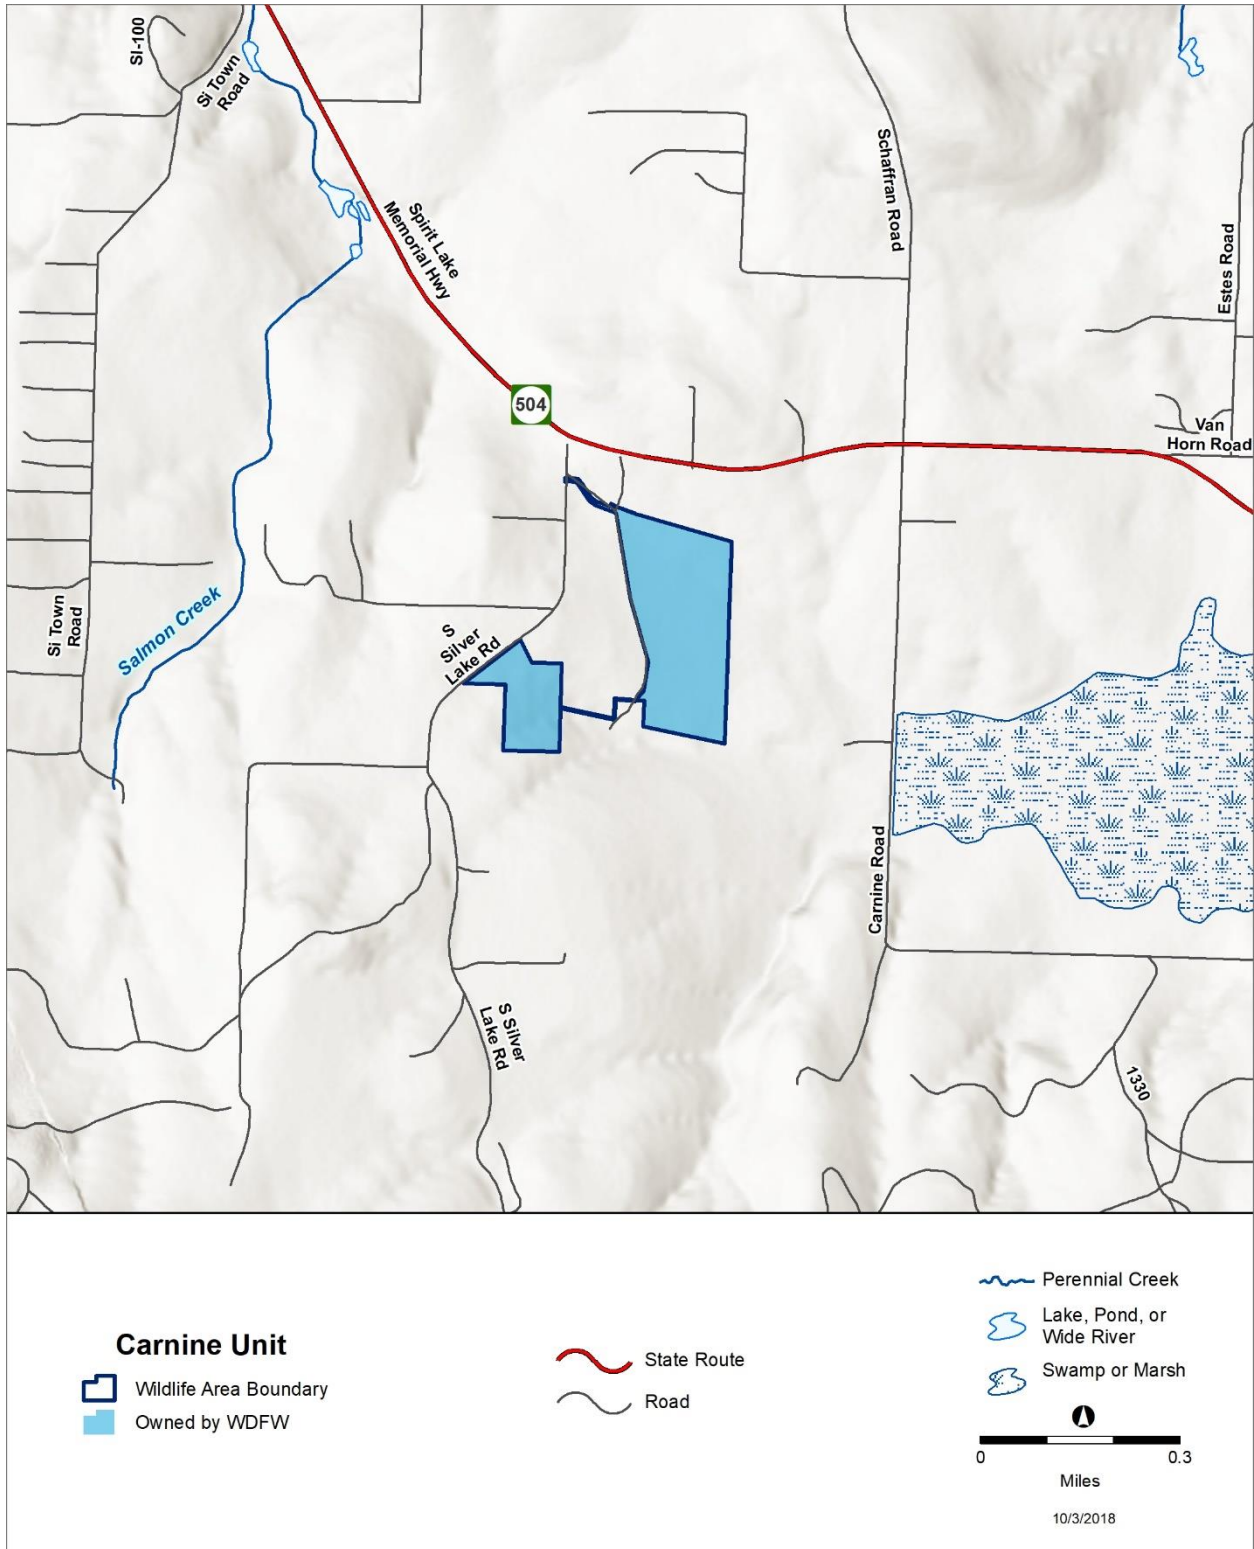 SI-100
Si Town
Road
Spirit Lake
Memorial Hwy
Schaffran Road
Estes Road
504
Van
Horn Road
Si Town
Road
Salmon Creek
S
Silver
Lake Rd
Carnine Road
S Silver
Lake Rd
1330
Carnine Unit
Wildlife Area Boundary
Owned by WDFW
State Route
Road
Perennial Creek
Lake, Pond, or
Wide River
Swamp or Marsh
0 0.3
Miles
10/3/2018